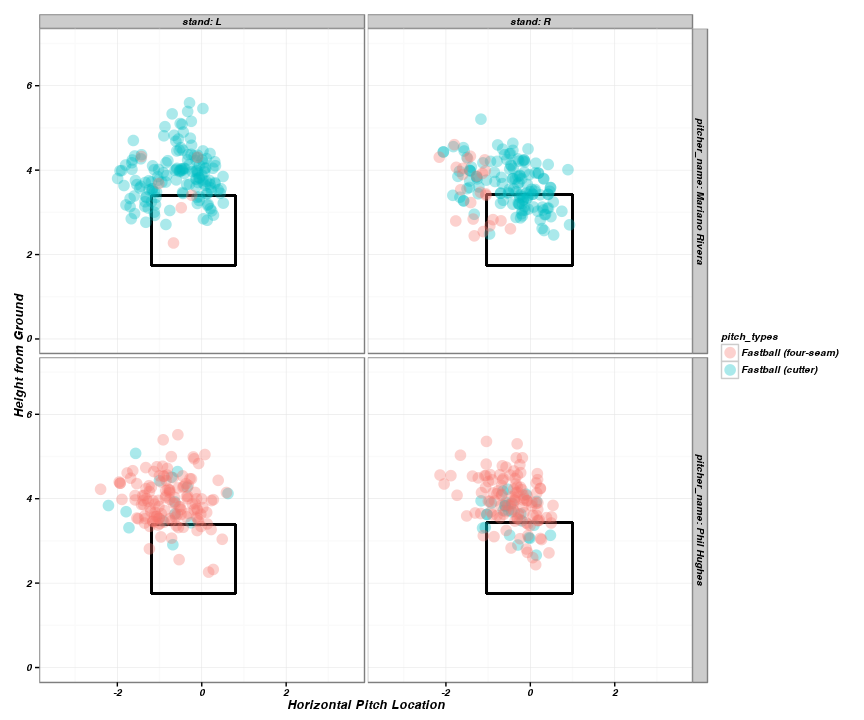 stand: L
stand: R
6
4
2
0
pitcher_name: Mariano Rivera
6
4
2
0
pitcher_name: Phil Hughes
-2
0
2
-2
0
2
Height from Ground
Horizontal Pitch Location
pitch_types
Fastball (four-seam)
Fastball (cutter)